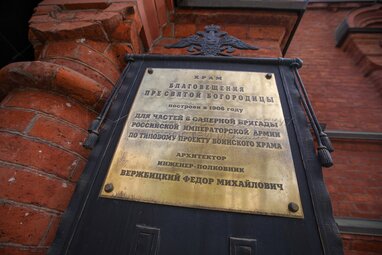 ХРАМ
БЛАГОВЕЩЕНИЯ
ПРЕСВЯТОЙ БОГОРОДИЦЫ
построен в 1906 году
ДЛЯ ЧАСТЕЙ 6 САПЕРНОЙ БРИГАДЫ
РОССИЙСКОЙ ИМПЕРАТОРСКОЙ АРМИИ
ПО ТИПОВОМУ ПРОЕКТУ ВОИНСКОГО ХРАМА
АРХИТЕКТОР
ИНЖЕНЕР-ПОЛКОВНИК
ВЕРЖБИЦКИЙ ФЕДОР МИХАЙЛОВИЧ